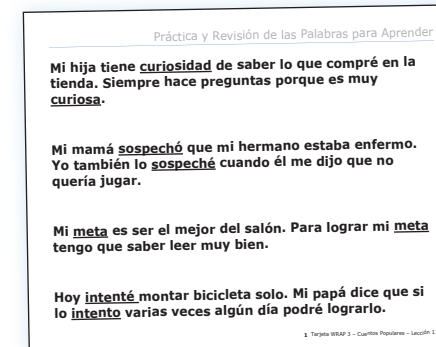 Práctica y Revisión de las Palabras para Aprender
Mi hija tiene curiosidad de saber lo que compré en la
tienda. Siempre hace preguntas porque es muy
curiosa.
Mi mamá sospechó que mi hermano estaba enfermo.
Yo también lo sospeché cuando él me dijo que no
quería jugar.
Mi meta es ser el mejor del salón. Para lograr mi meta
tengo que saber leer muy bien.
Hoy intenté montar bicicleta solo. Mi papá dice que si
lo intento varias veces algún día podré lograrlo.
1 Tarjeta WRAP 3 – Cuentos Populares – Lección 1